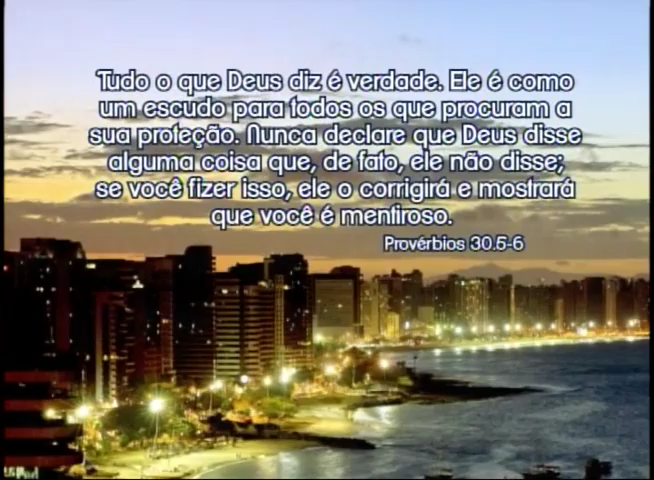 Tudo o que Deus diz é verdade. Ele é como
um escudo para todos os que procuram a
sua proteção. Nunca declare que Deus disse
alguma coisa que, de fato, ele não disse;
se você fizer isso, ele o corrigirá e mostrará
que você é mentiroso.
Provérbios 30.5-6